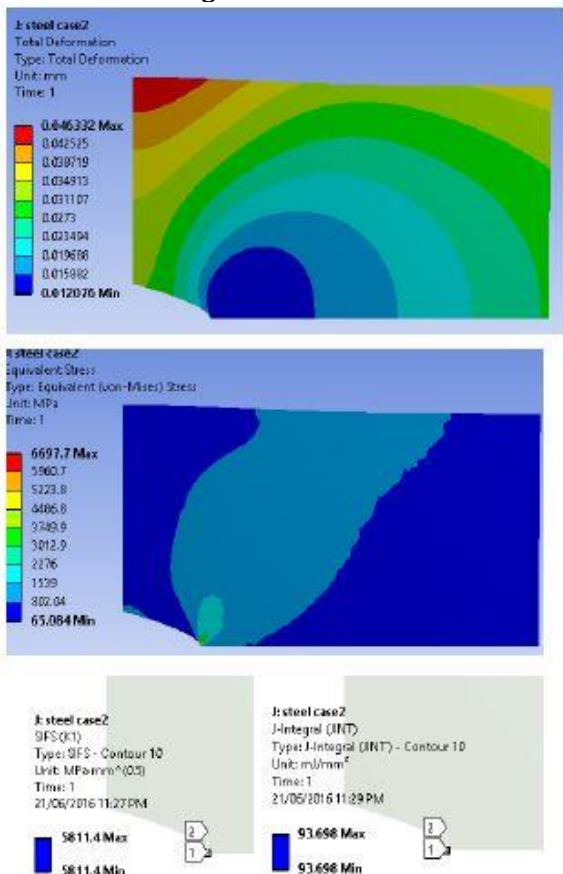 J: steel case2
Total Deformation
Type: Total Deformation
Unit: mm
Time: 1
0.046332 Max
0.042525
0.038719
0.034913
0.031107
0.0273
0.023494
0.019688
0.015882
0.012076 Min
J: steel case2
Equivalent Stress
Type: Equivalent (von-Mises) Stress
Unit: MPa
Time: 1
6697.7 Max
5960.7
5223.8
4486.8
3749.9
3012.9
2276
1539
802.04
65.084 Min
J: steel case2
SIFS (K1)
Type: SIFS - Contour 10
Unit: MPa·mm^(0.5)
Time: 1
21/06/2016 11:27 PM
5811.4 Max
5811.4 Min
2
1
J: steel case2
J-Integral (JINT)
Type: J-Integral (JINT) - Contour 10
Unit: mJ/mm²
Time: 1
21/06/2016 11:29 PM
93.698 Max
93.698 Min
2
1